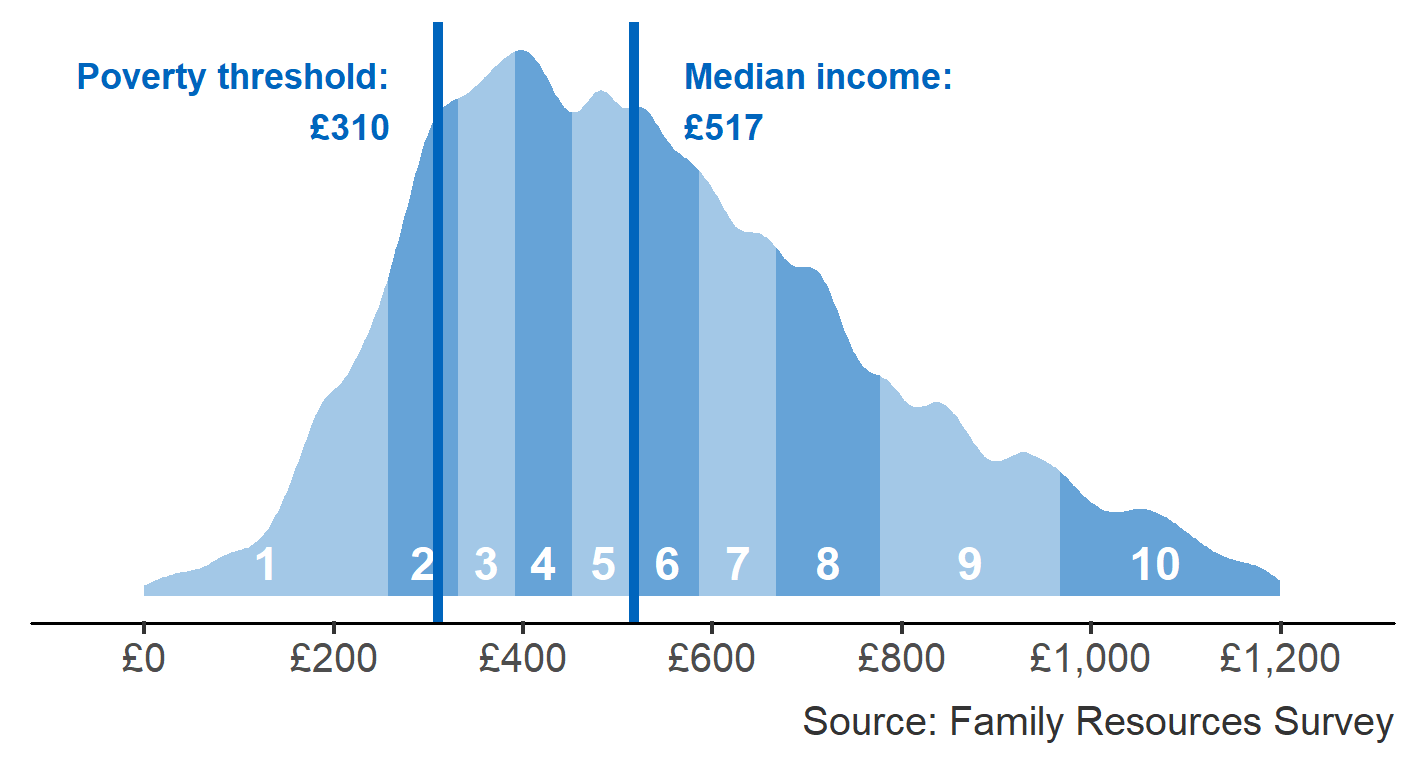 Poverty threshold:
£310
Median income:
£517
1 2 3 4 5 6 7 8 9 10
£0 £200 £400 £600 £800 £1,000 £1,200
Source: Family Resources Survey